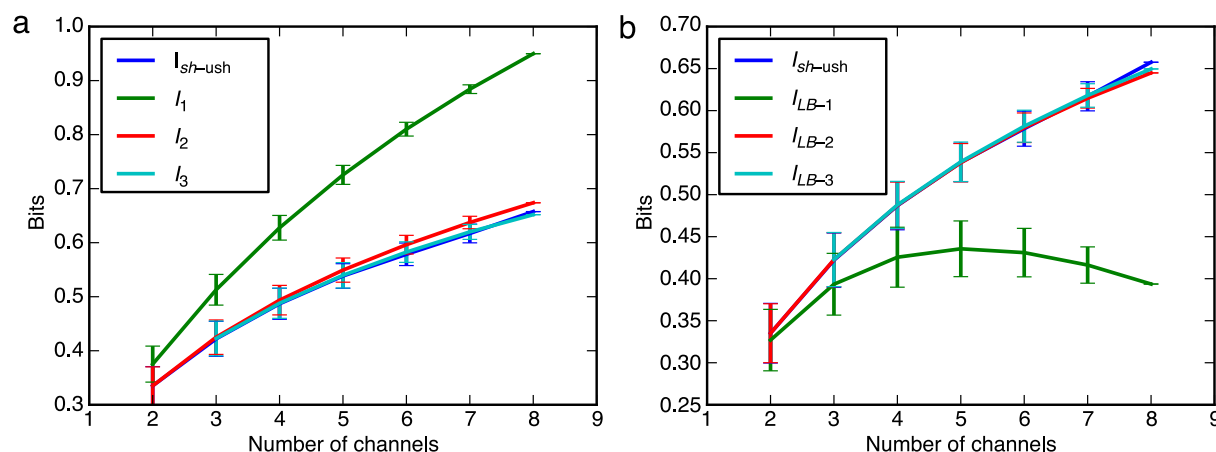 a
1.0
0.9
0.8
0.7
0.6
0.5
0.4
0.3
Bits
I_sh–ush
I_1
I_2
I_3
1 2 3 4 5 6 7 8 9
Number of channels
b
0.70
0.65
0.60
0.55
0.50
0.45
0.40
0.35
0.30
0.25
Bits
I_sh–ush
I_LB–1
I_LB–2
I_LB–3
1 2 3 4 5 6 7 8 9
Number of channels